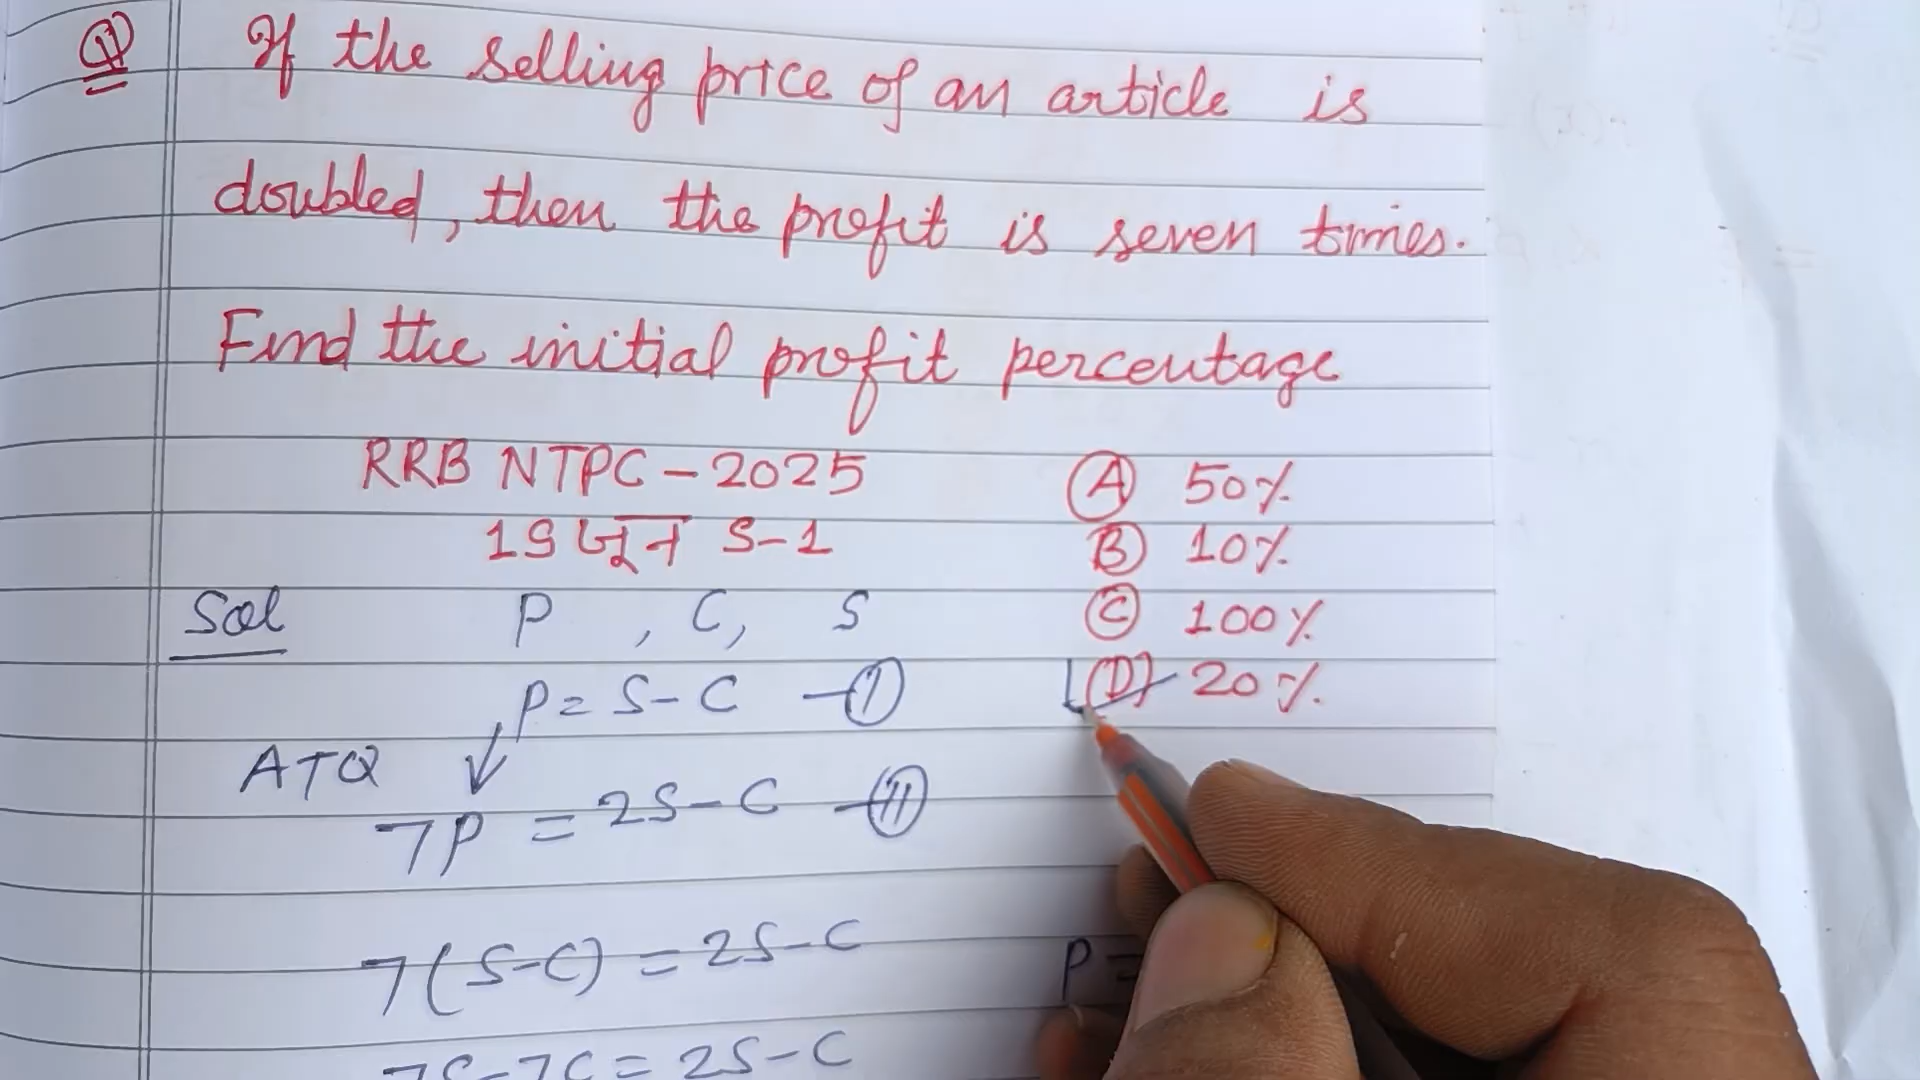 Q If the selling price of an article is
doubled, then the profit is seven times.
Find the initial profit percentage
RRB NTPC - 2025
19 जून S-1
(A) 50%
(B) 10%
(C) 100%
(D) 20%
Sol P , C, S
P = S - C - (I)
ATQ
7P = 2S - C - (II)
7(S-C) = 2S-C
P =
7S-7C = 2S-C